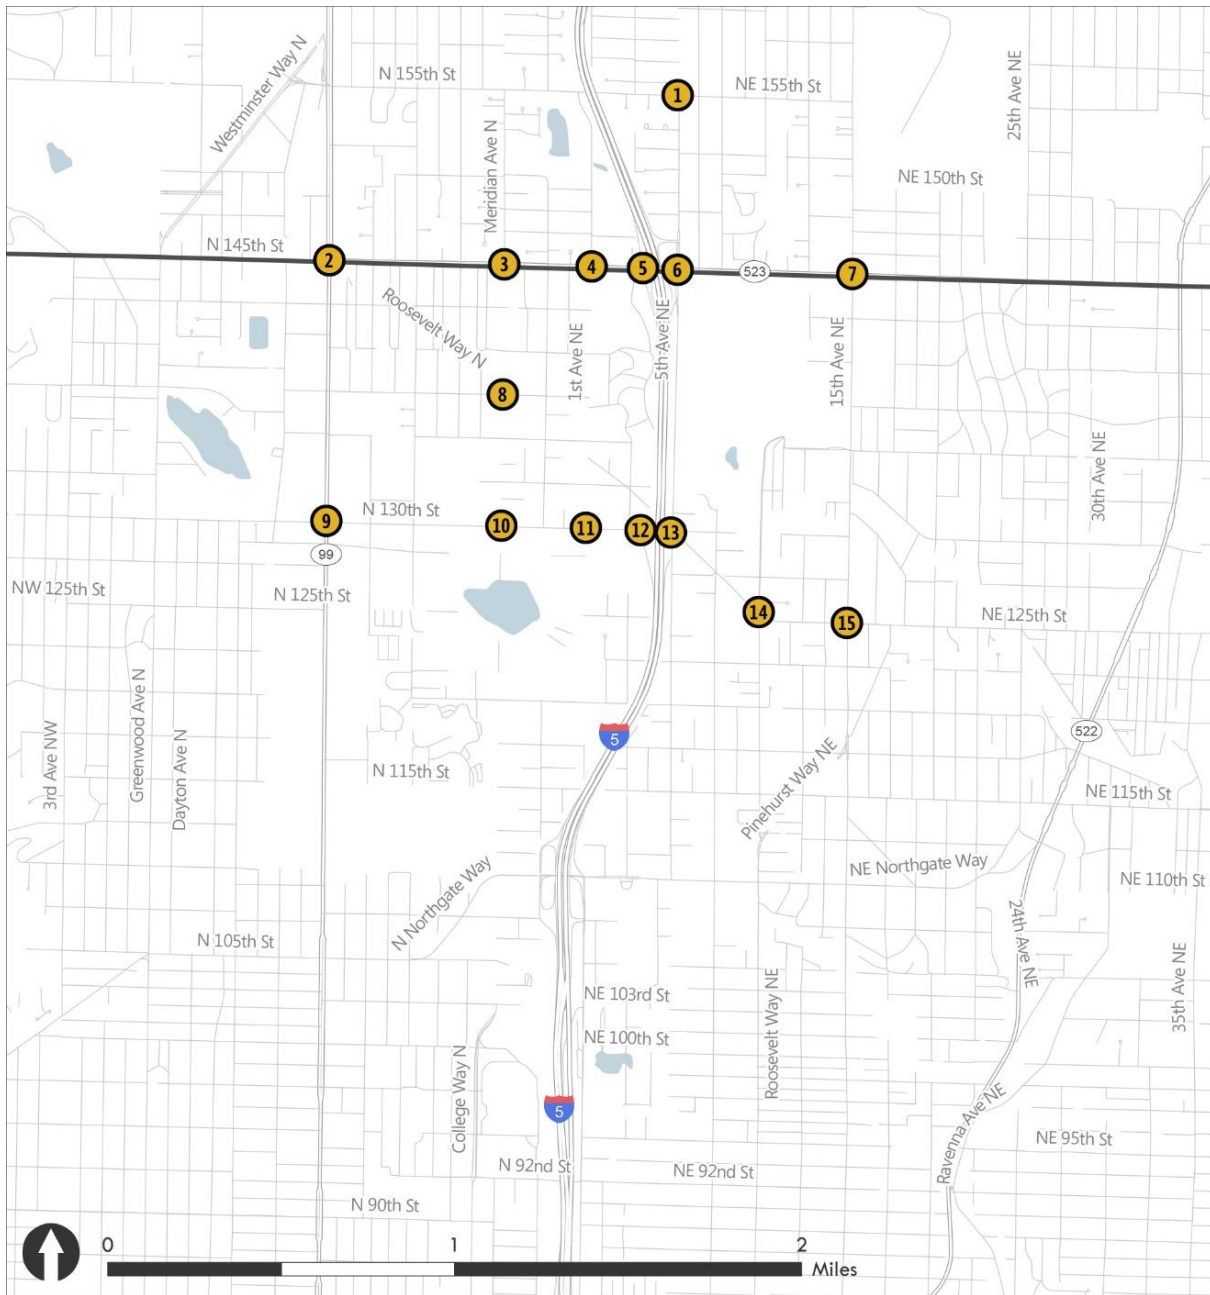 Westminster Way N
N 155th St
NE 155th St
25th Ave NE
1
Meridian Ave N
NE 150th St
N 145th St
2
3
4
5
6
523
7
Roosevelt Way N
1st Ave NE
5th Ave NE
15th Ave NE
8
30th Ave NE
N 130th St
9
10
11
12
13
99
NW 125th St
N 125th St
14
15
NE 125th St
3rd Ave NW
Greenwood Ave N
Dayton Ave N
5
522
N 115th St
Pinehurst Way NE
NE 115th St
N Northgate Way
NE Northgate Way
NE 110th St
N 105th St
24th Ave NE
35th Ave NE
NE 103rd St
NE 100th St
Roosevelt Way NE
College Way N
5
Ravenna Ave NE
NE 95th St
N 92nd St
NE 92nd St
N 90th St
0
1
2
Miles